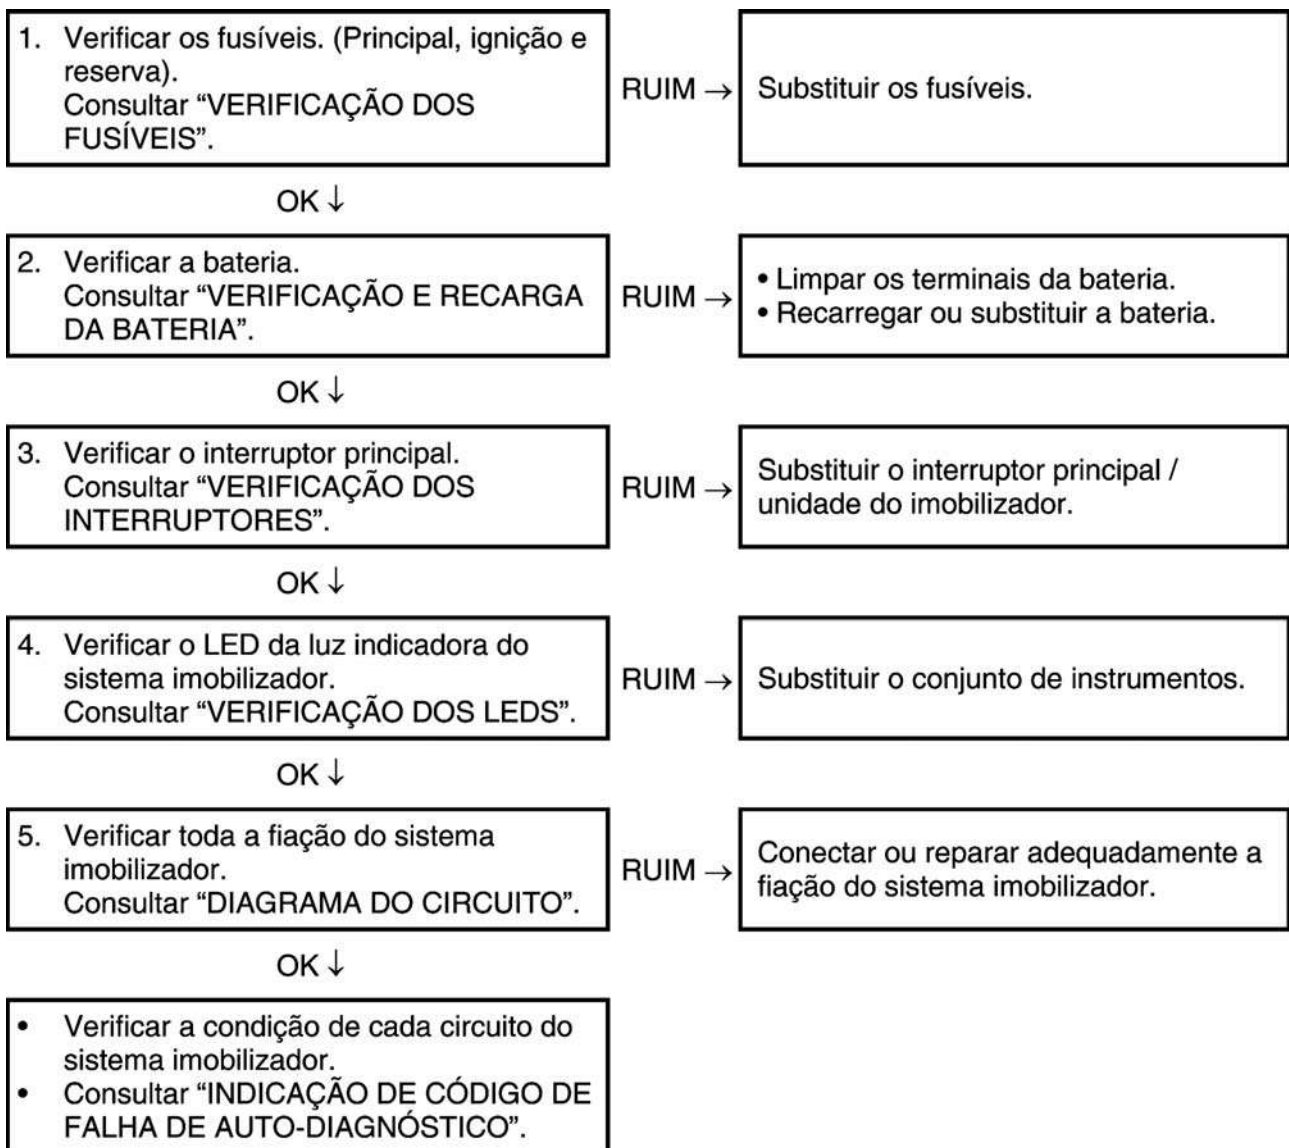 1. Verificar os fusíveis. (Principal, ignição e
reserva).
Consultar “VERIFICAÇÃO DOS
FUSÍVEIS”.
RUIM →
Substituir os fusíveis.
OK ↓
2. Verificar a bateria.
Consultar “VERIFICAÇÃO E RECARGA
DA BATERIA”.
RUIM →
• Limpar os terminais da bateria.
• Recarregar ou substituir a bateria.
OK ↓
3. Verificar o interruptor principal.
Consultar “VERIFICAÇÃO DOS
INTERRUPTORES”.
RUIM →
Substituir o interruptor principal /
unidade do imobilizador.
OK ↓
4. Verificar o LED da luz indicadora do
sistema imobilizador.
Consultar “VERIFICAÇÃO DOS LEDS”.
RUIM →
Substituir o conjunto de instrumentos.
OK ↓
5. Verificar toda a fiação do sistema
imobilizador.
Consultar “DIAGRAMA DO CIRCUITO”.
RUIM →
Conectar ou reparar adequadamente a
fiação do sistema imobilizador.
OK ↓
• Verificar a condição de cada circuito do
sistema imobilizador.
• Consultar “INDICAÇÃO DE CÓDIGO DE
FALHA DE AUTO-DIAGNÓSTICO”.